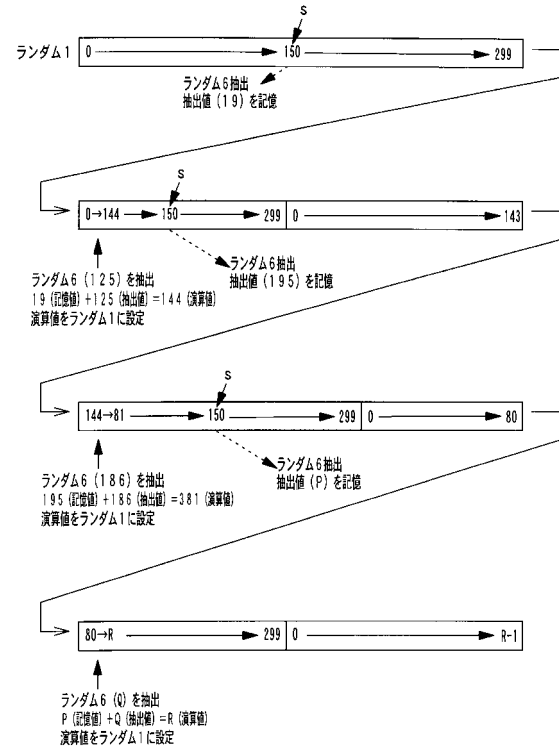 S
ランダム1 0 150 299
ランダム6抽出
抽出値(19)を記憶
S
0→144 150 299 0 143
ランダム6抽出
抽出値(195)を記憶
ランダム6(125)を抽出
19(記憶値)+125(抽出値)=144(演算値)
演算値をランダム1に設定
S
144→81 150 299 0 80
ランダム6抽出
抽出値(P)を記憶
ランダム6(186)を抽出
195(記憶値)+186(抽出値)=381(演算値)
演算値をランダム1に設定
80→R 299 0 R-1
ランダム6(Q)を抽出
P(記憶値)+Q(抽出値)=R(演算値)
演算値をランダム1に設定